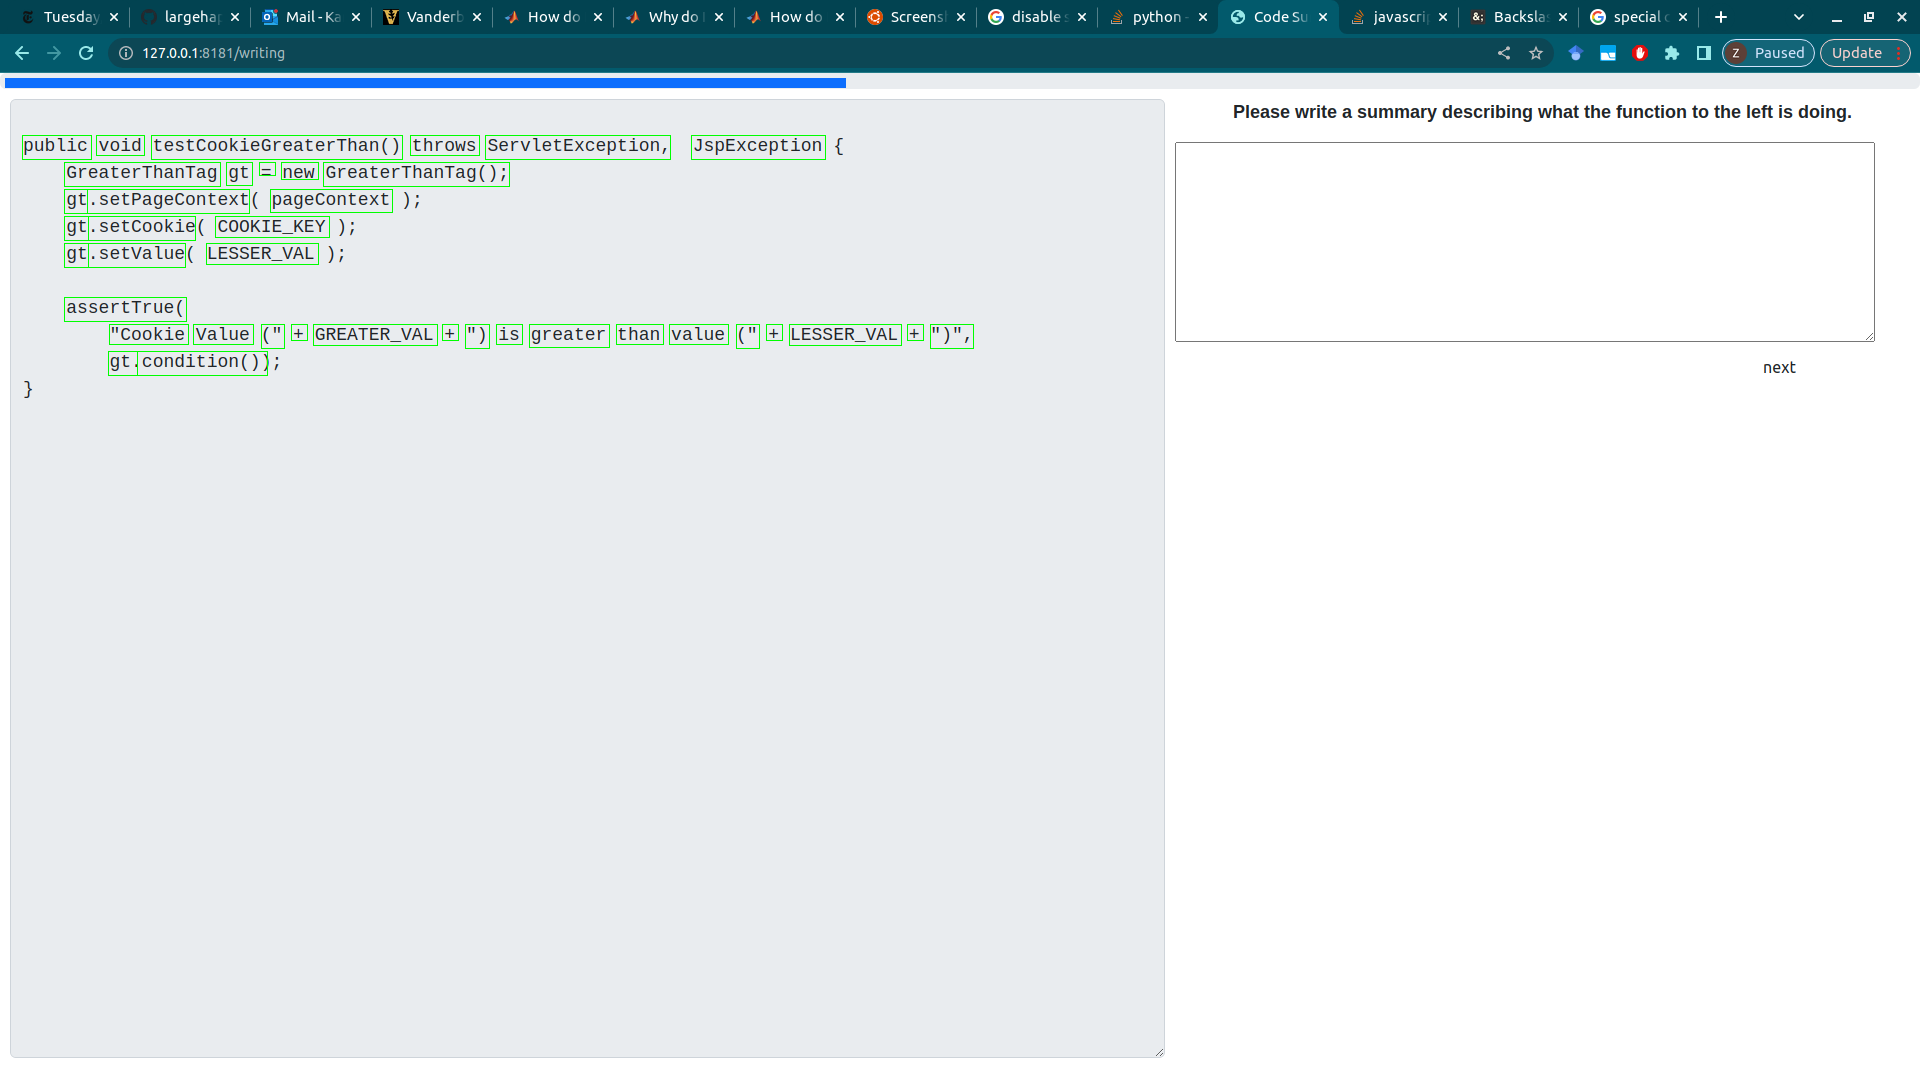 Tuesday largehap Mail - Ka Vanderb How do Why do How do Screensh disable s python - Code Su javascrip Backslas special c
127.0.0.1:8181/writing Z Paused Update
Please write a summary describing what the function to the left is doing.
public void testCookieGreaterThan() throws ServletException, JspException {
GreaterThanTag gt = new GreaterThanTag();
gt.setPageContext( pageContext );
gt.setCookie( COOKIE_KEY );
gt.setValue( LESSER_VAL );
assertTrue(
"Cookie Value (" + GREATER_VAL + ") is greater than value (" + LESSER_VAL + ")",
gt.condition());
}
next